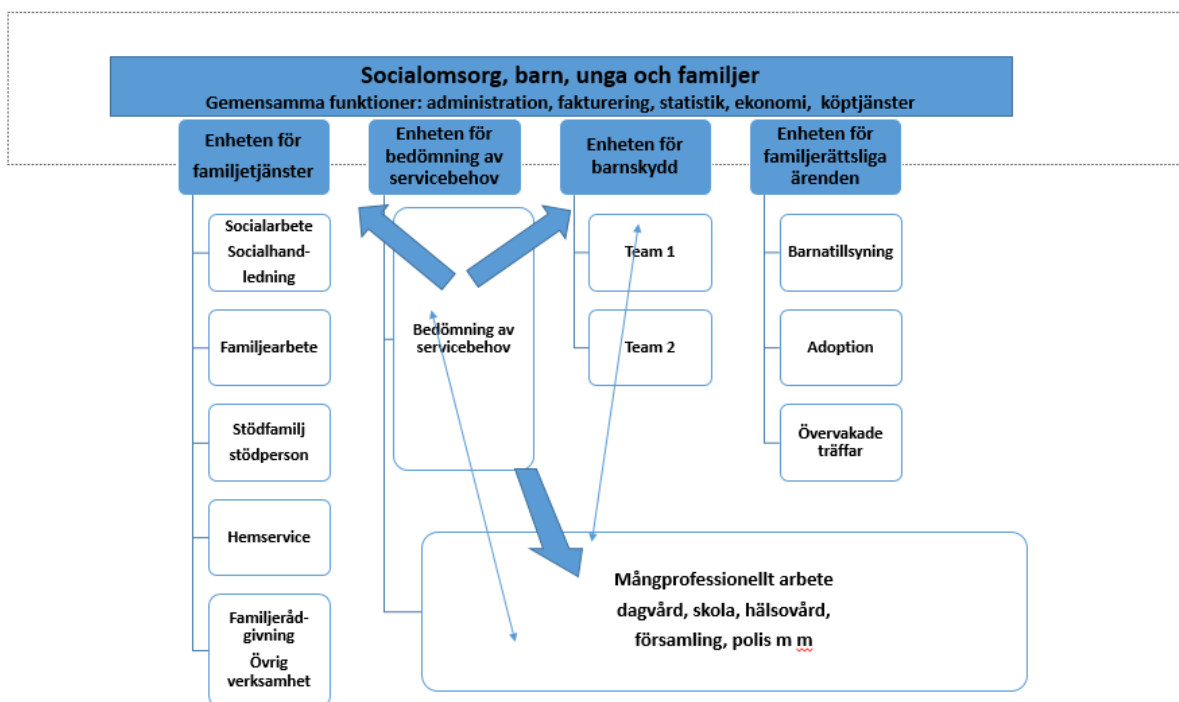 Socialomsorg, barn, unga och familjer
Gemensamma funktioner: administration, fakturering, statistik, ekonomi, köptjänster
Enheten för
familjetjänster
Socialarbete
Socialhand-
ledning
Familjearbete
Stödfamilj
stödperson
Hemservice
Familjeråd-
givning
Övrig
verksamhet
Enheten för
bedömning av
servicebehov
Bedömning av
servicebehov
Mångprofessionellt arbete
dagvård, skola, hälsovård,
församling, polis m m
Enheten för
barnskydd
Team 1
Team 2
Enheten för
familjerättsliga
ärenden
Barnatillsyning
Adoption
Övervakade
träffar